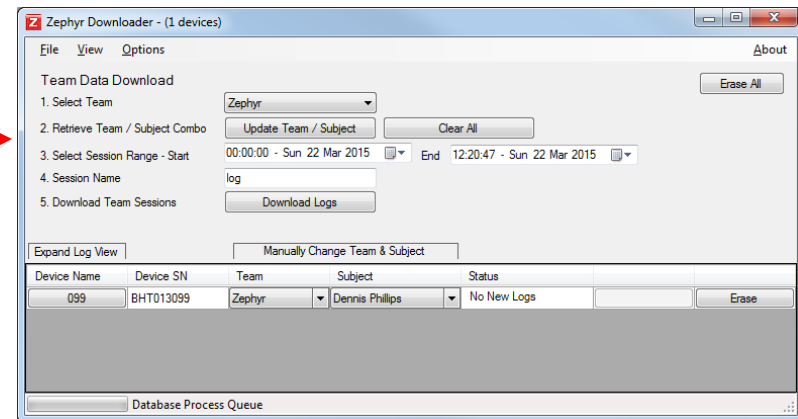 Z Zephyr Downloader - (1 devices)
File View Options About
Team Data Download Erase All
1. Select Team Zephyr
2. Retrieve Team / Subject Combo Update Team / Subject Clear All
3. Select Session Range - Start 00:00:00 - Sun 22 Mar 2015 End 12:20:47 - Sun 22 Mar 2015
4. Session Name log
5. Download Team Sessions Download Logs
Expand Log View Manually Change Team & Subject
Device Name Device SN Team Subject Status
099 BHT013099 Zephyr Dennis Phillips No New Logs Erase
Database Process Queue